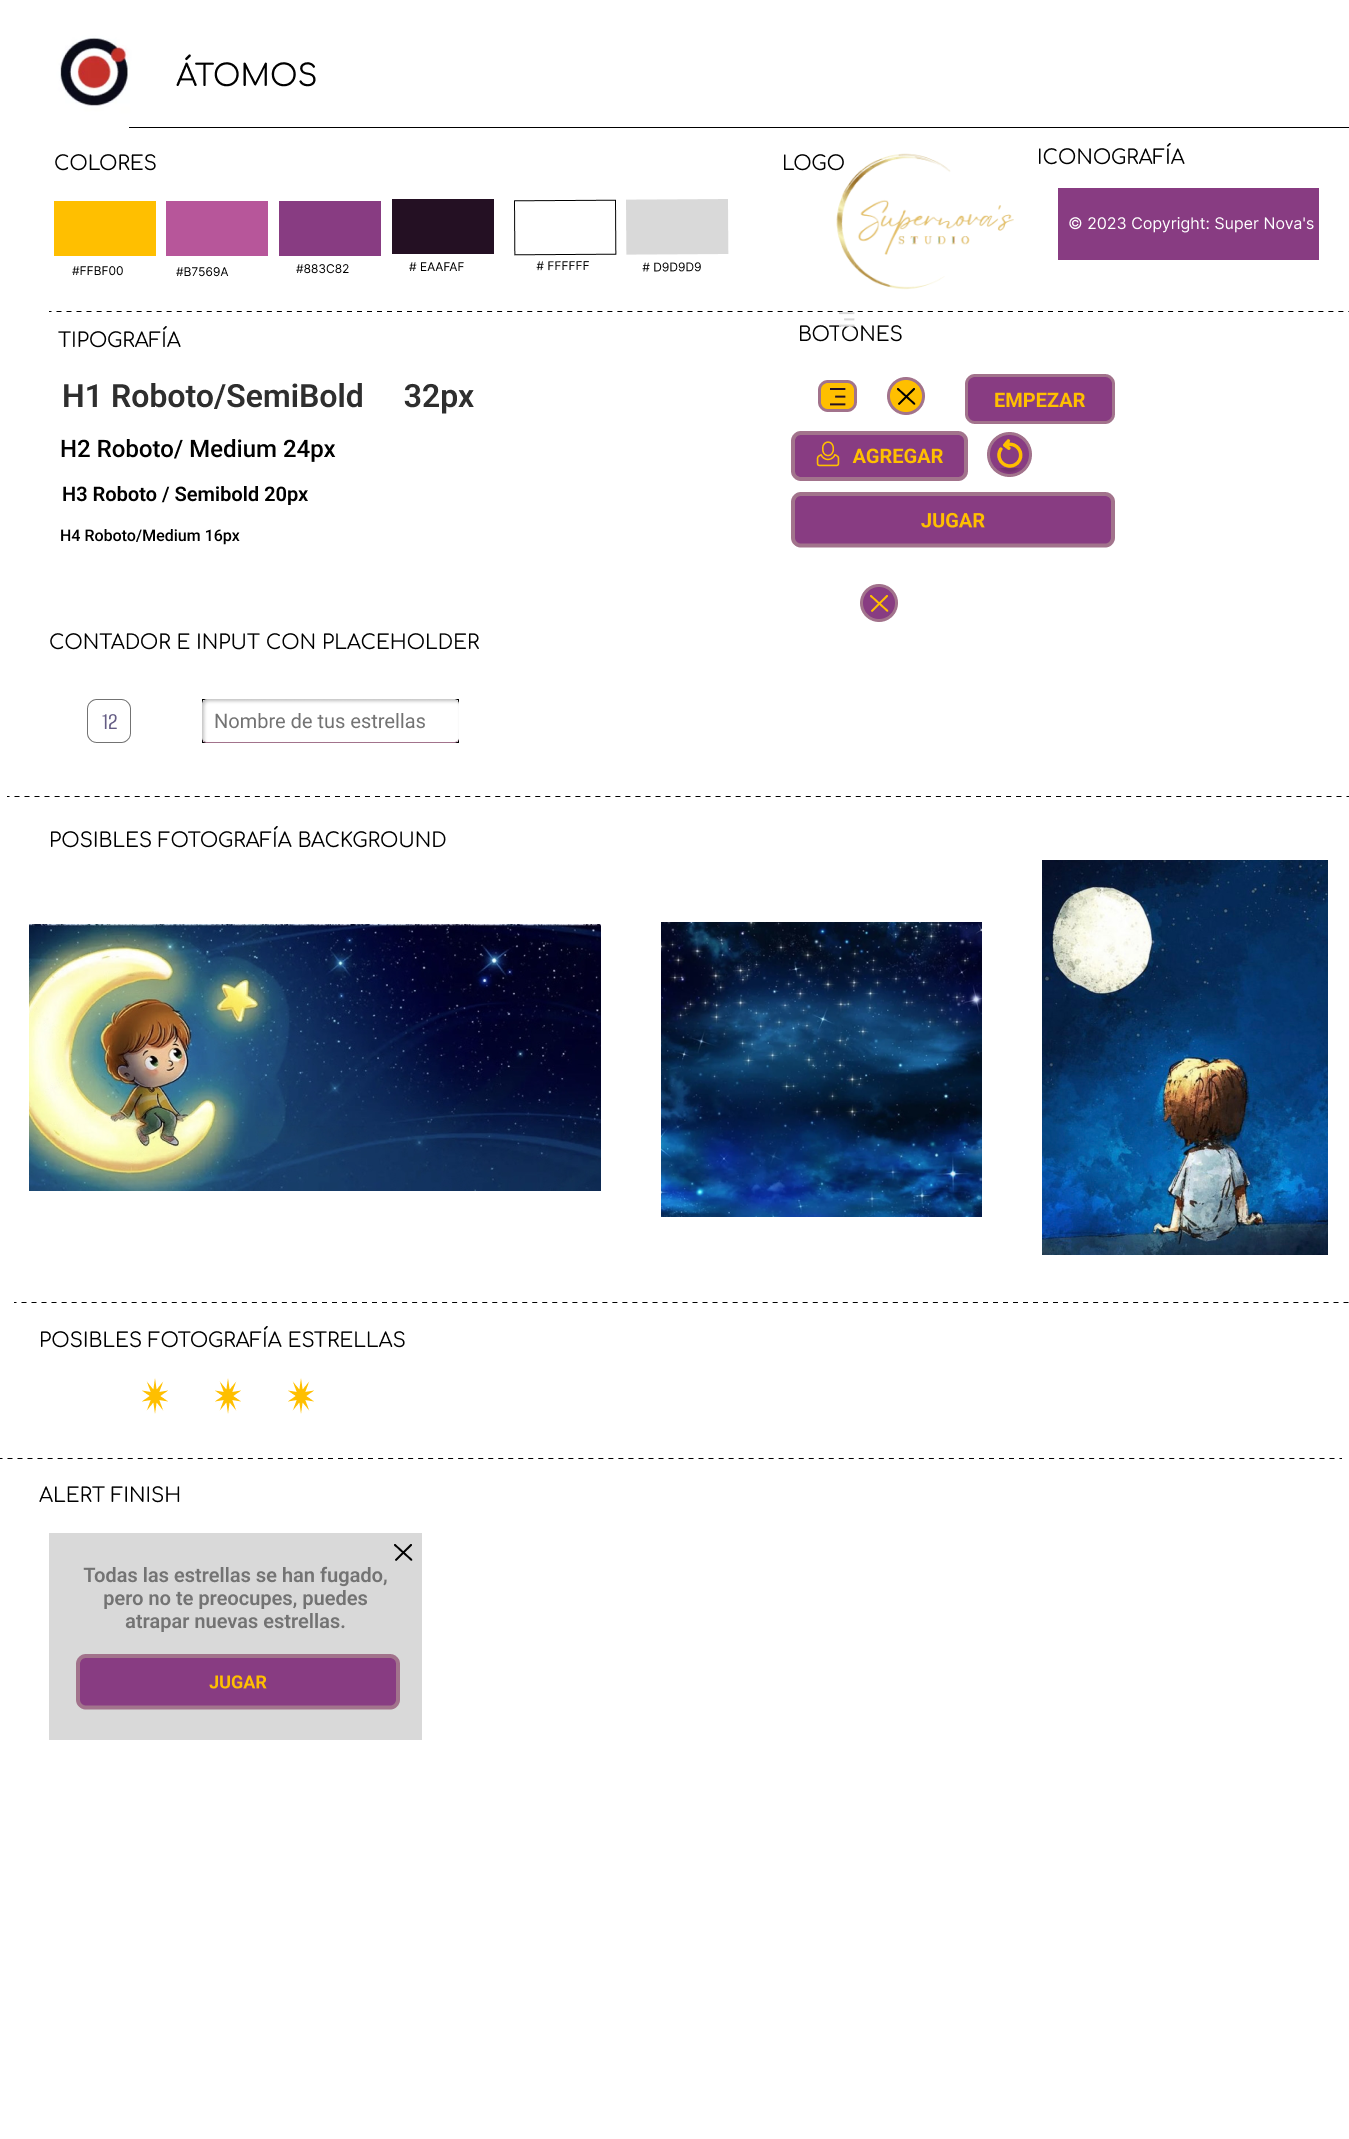 ÁTOMOS
COLORES
LOGO
ICONOGRAFÍA
#FFBF00
#B7569A
#883C82
# EAAFAF
# FFFFFF
# D9D9D9
Supernova's
STUDIO
© 2023 Copyright: Super Nova's
TIPOGRAFÍA
H1 Roboto/SemiBold 32px
H2 Roboto/ Medium 24px
H3 Roboto / Semibold 20px
H4 Roboto/Medium 16px
BOTONES
EMPEZAR
AGREGAR
JUGAR
CONTADOR E INPUT CON PLACEHOLDER
12
Nombre de tus estrellas
POSIBLES FOTOGRAFÍA BACKGROUND
POSIBLES FOTOGRAFÍA ESTRELLAS
ALERT FINISH
Todas las estrellas se han fugado,
pero no te preocupes, puedes
atrapar nuevas estrellas.
JUGAR